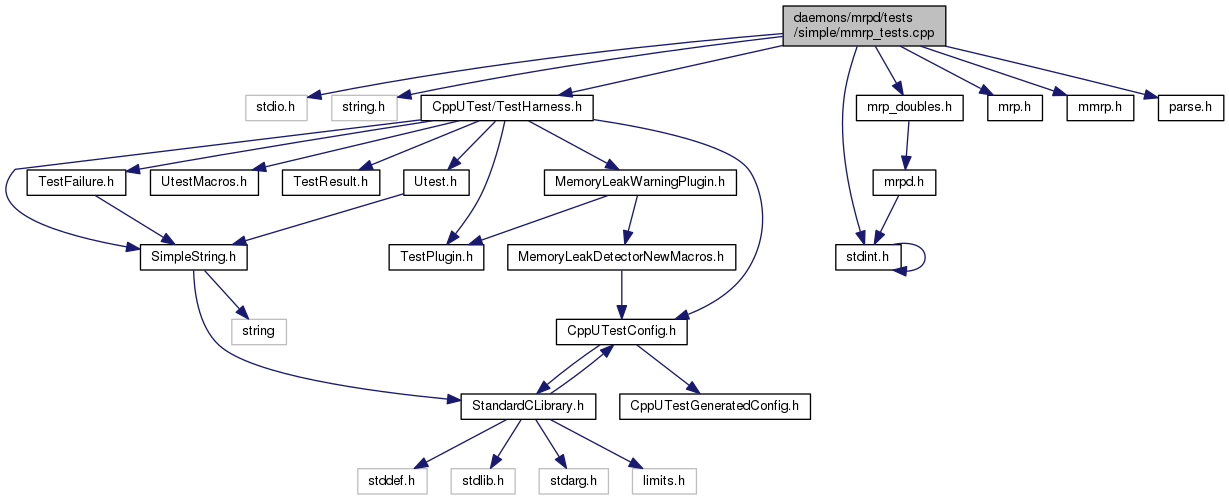 daemons/mrpd/tests
/simple/mmrp_tests.cpp
stdio.h
string.h
CppUTest/TestHarness.h
mrp_doubles.h
mrp.h
mmrp.h
parse.h
TestFailure.h
UtestMacros.h
TestResult.h
Utest.h
MemoryLeakWarningPlugin.h
mrpd.h
SimpleString.h
TestPlugin.h
MemoryLeakDetectorNewMacros.h
stdint.h
string
CppUTestConfig.h
StandardCLibrary.h
CppUTestGeneratedConfig.h
stddef.h
stdlib.h
stdarg.h
limits.h